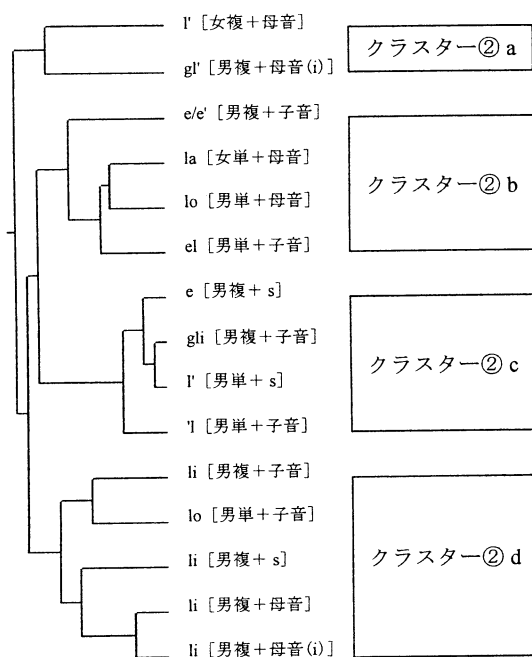 l' [女複+母音]
gl' [男複+母音(i)]
クラスター② a
e/e' [男複+子音]
la [女単+母音]
lo [男単+母音]
el [男単+子音]
クラスター② b
e [男複+s]
gli [男複+子音]
l' [男単+s]
'l [男単+子音]
クラスター② c
li [男複+子音]
lo [男単+子音]
li [男複+s]
li [男複+母音]
li [男複+母音(i)]
クラスター② d